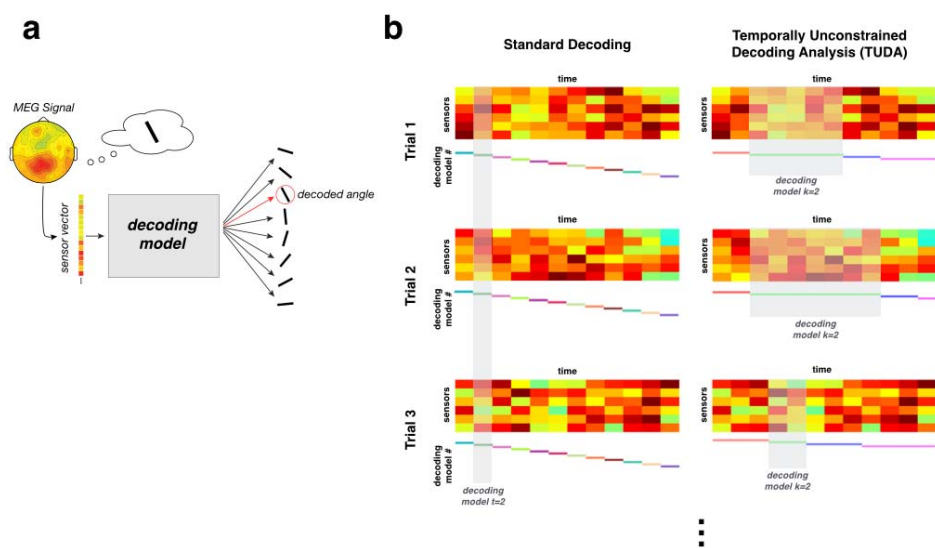 a
MEG Signal
sensor vector
decoding
model
decoded angle
b
Standard Decoding
Temporally Unconstrained
Decoding Analysis (TUDA)
Trial 1
time
sensors
decoding
model #
time
sensors
decoding
model k=2
Trial 2
time
sensors
decoding
model #
time
sensors
decoding
model k=2
Trial 3
time
sensors
decoding
model #
decoding
model t=2
time
sensors
decoding
model k=2